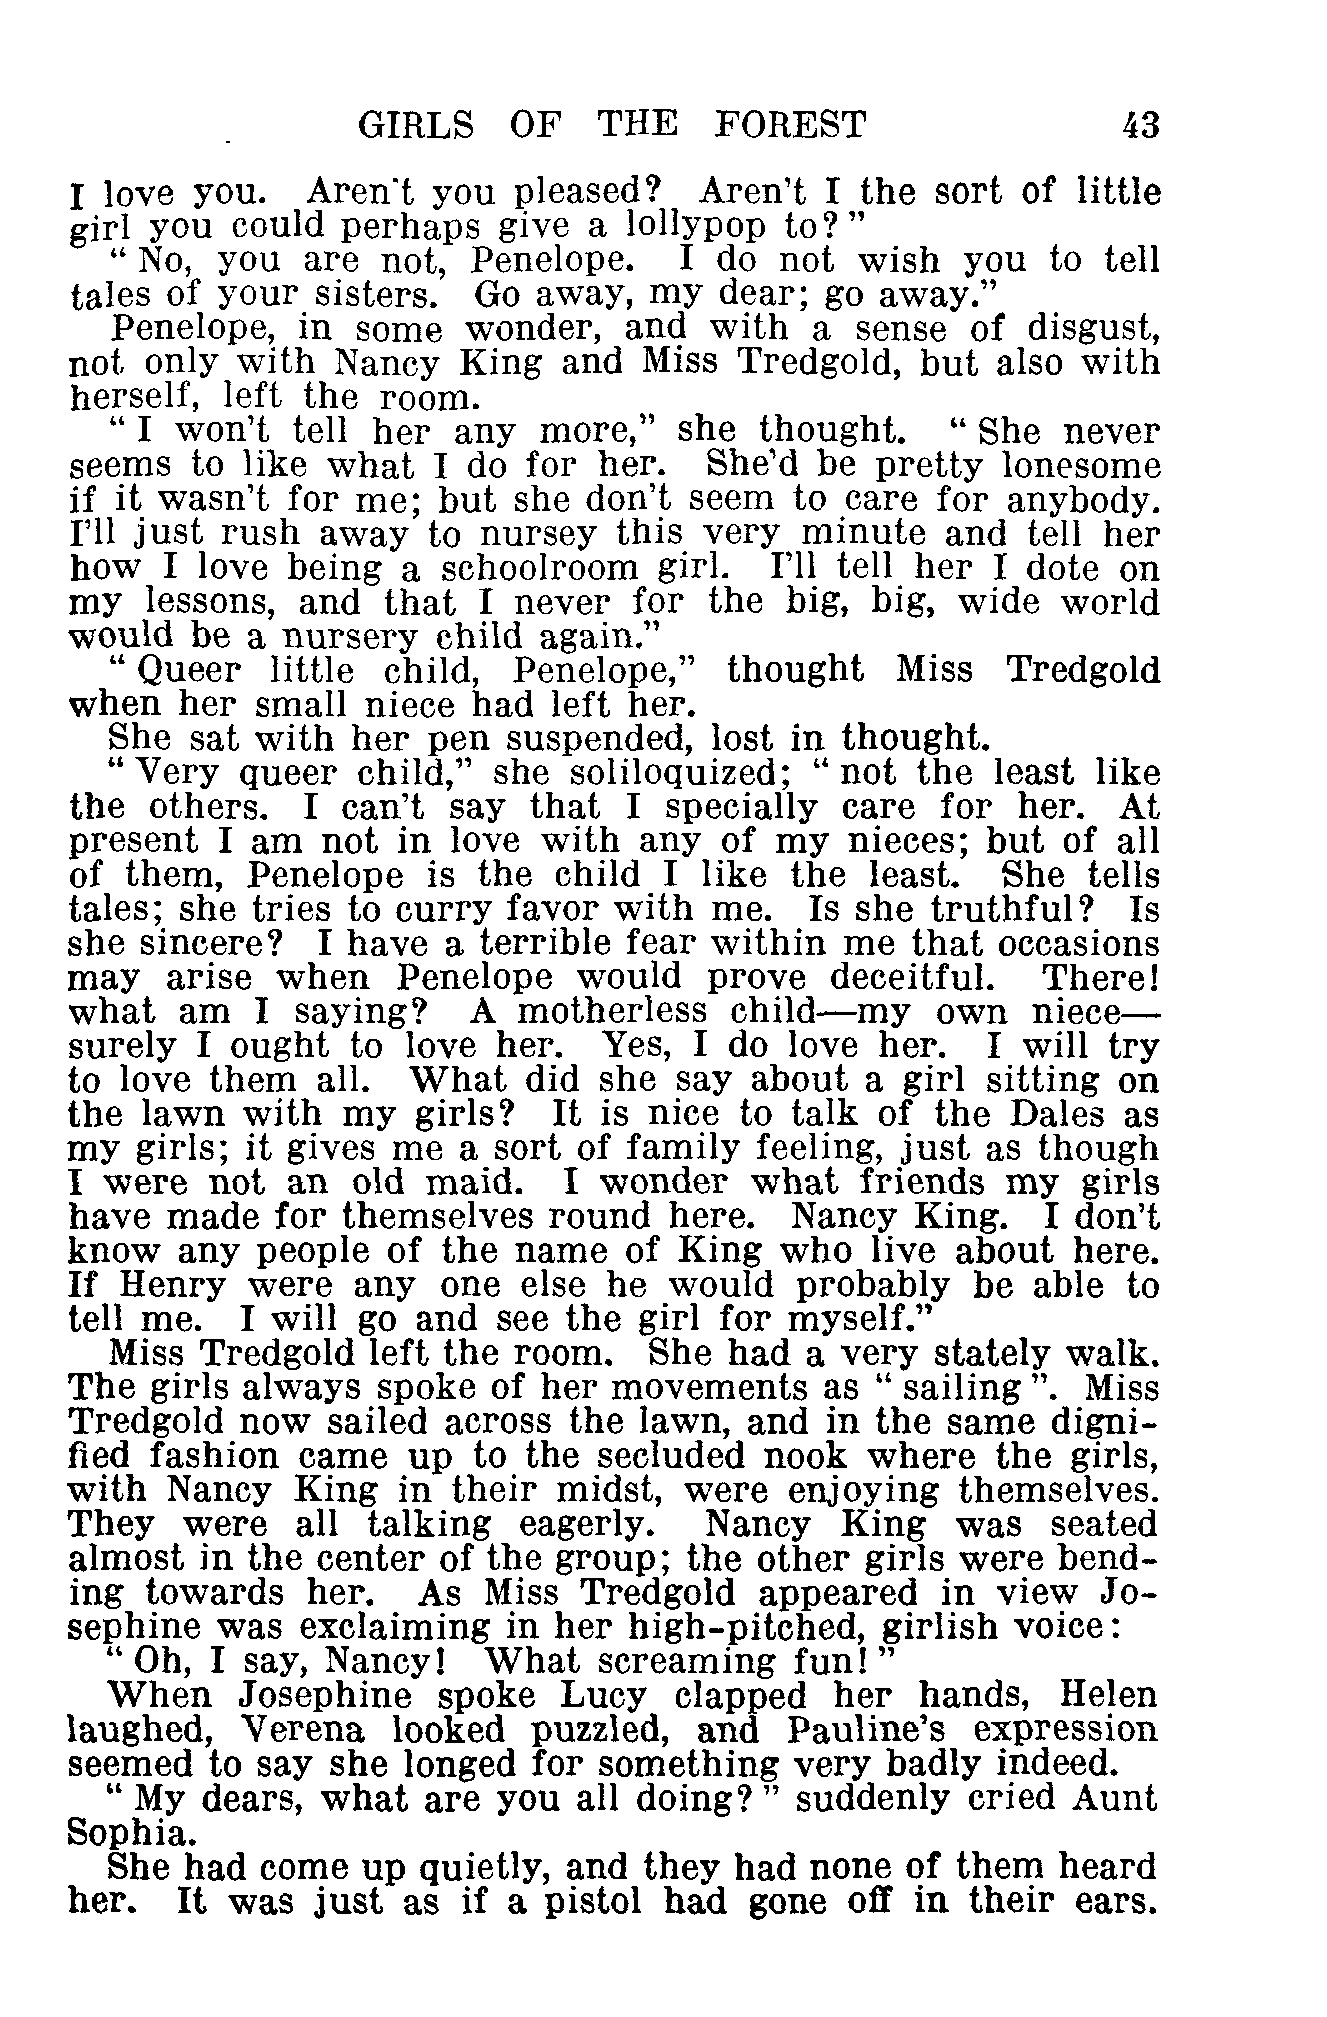 GIRLS OF THE FOREST 43
I love you. Aren't you pleased? Aren't I the sort of little
girl you could perhaps give a lollypop to?"
"No, you are not, Penelope. I do not wish you to tell
tales of your sisters. Go away, my dear; go away."
Penelope, in some wonder, and with a sense of disgust,
not only with Nancy King and Miss Tredgold, but also with
herself, left the room.
"I won't tell her any more," she thought. "She never
seems to like what I do for her. She'd be pretty lonesome
if it wasn't for me; but she don't seem to care for anybody.
I'll just rush away to nursey this very minute and tell her
how I love being a schoolroom girl. I'll tell her I dote on
my lessons, and that I never for the big, big, wide world
would be a nursery child again."
"Queer little child, Penelope," thought Miss Tredgold
when her small niece had left her.
She sat with her pen suspended, lost in thought.
"Very queer child," she soliloquized; "not the least like
the others. I can't say that I specially care for her. At
present I am not in love with any of my nieces; but of all
of them, Penelope is the child I like the least. She tells
tales; she tries to curry favor with me. Is she truthful? Is
she sincere? I have a terrible fear within me that occasions
may arise when Penelope would prove deceitful. There!
what am I saying? A motherless child—my own niece—
surely I ought to love her. Yes, I do love her. I will try
to love them all. What did she say about a girl sitting on
the lawn with my girls? It is nice to talk of the Dales as
my girls; it gives me a sort of family feeling, just as though
I were not an old maid. I wonder what friends my girls
have made for themselves round here. Nancy King. I don't
know any people of the name of King who live about here.
If Henry were any one else he would probably be able to
tell me. I will go and see the girl for myself."
Miss Tredgold left the room. She had a very stately walk.
The girls always spoke of her movements as "sailing". Miss
Tredgold now sailed across the lawn, and in the same digni-
fied fashion came up to the secluded nook where the girls,
with Nancy King in their midst, were enjoying themselves.
They were all talking eagerly. Nancy King was seated
almost in the center of the group; the other girls were bend-
ing towards her. As Miss Tredgold appeared in view Jo-
sephine was exclaiming in her high-pitched, girlish voice:
"Oh, I say, Nancy! What screaming fun!"
When Josephine spoke Lucy clapped her hands, Helen
laughed, Verena looked puzzled, and Pauline's expression
seemed to say she longed for something very badly indeed.
"My dears, what are you all doing?" suddenly cried Aunt
Sophia.
She had come up quietly, and they had none of them heard
her. It was just as if a pistol had gone off in their ears.